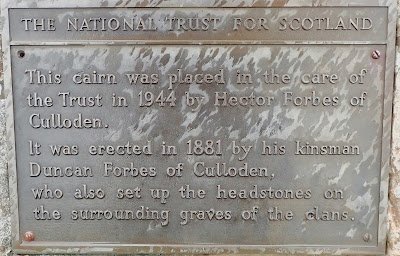 THE NATIONAL TRUST FOR SCOTLAND
This cairn was placed in the care of
the Trust in 1944 by Hector Forbes of
Culloden.
It was erected in 1881 by his kinsman
Duncan Forbes of Culloden,
who also set up the headstones on
the surrounding graves of the clans.